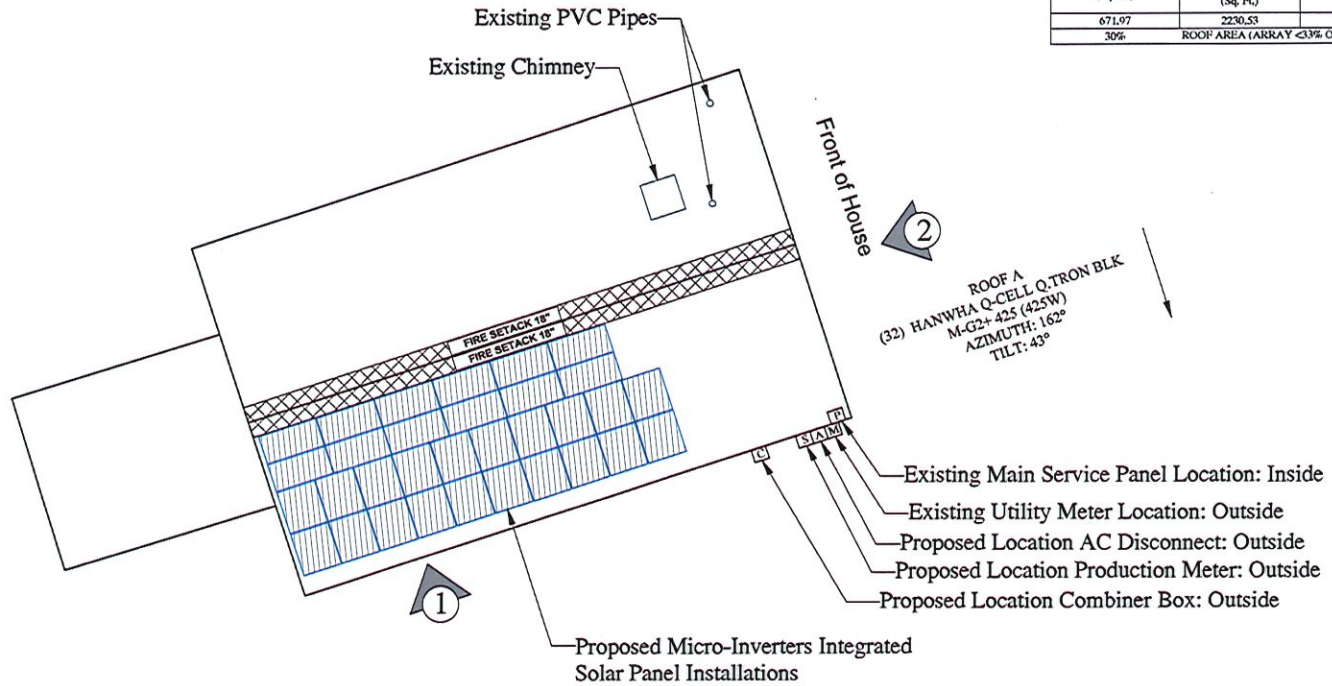 (Sq. Ft.)
671.97 2230.53
30% ROOF AREA (ARRAY <33% O
Existing PVC Pipes
Existing Chimney
Front of House
2
ROOF A
(32) HANWHA Q-CELL Q.TRON BLK
M-G2+ 425 (425W)
AZIMUTH: 162°
TILT: 43°
FIRE SETACK 18"
FIRE SETACK 18"
P
S A M
C
Existing Main Service Panel Location: Inside
Existing Utility Meter Location: Outside
Proposed Location AC Disconnect: Outside
Proposed Location Production Meter: Outside
Proposed Location Combiner Box: Outside
1
Proposed Micro-Inverters Integrated
Solar Panel Installations